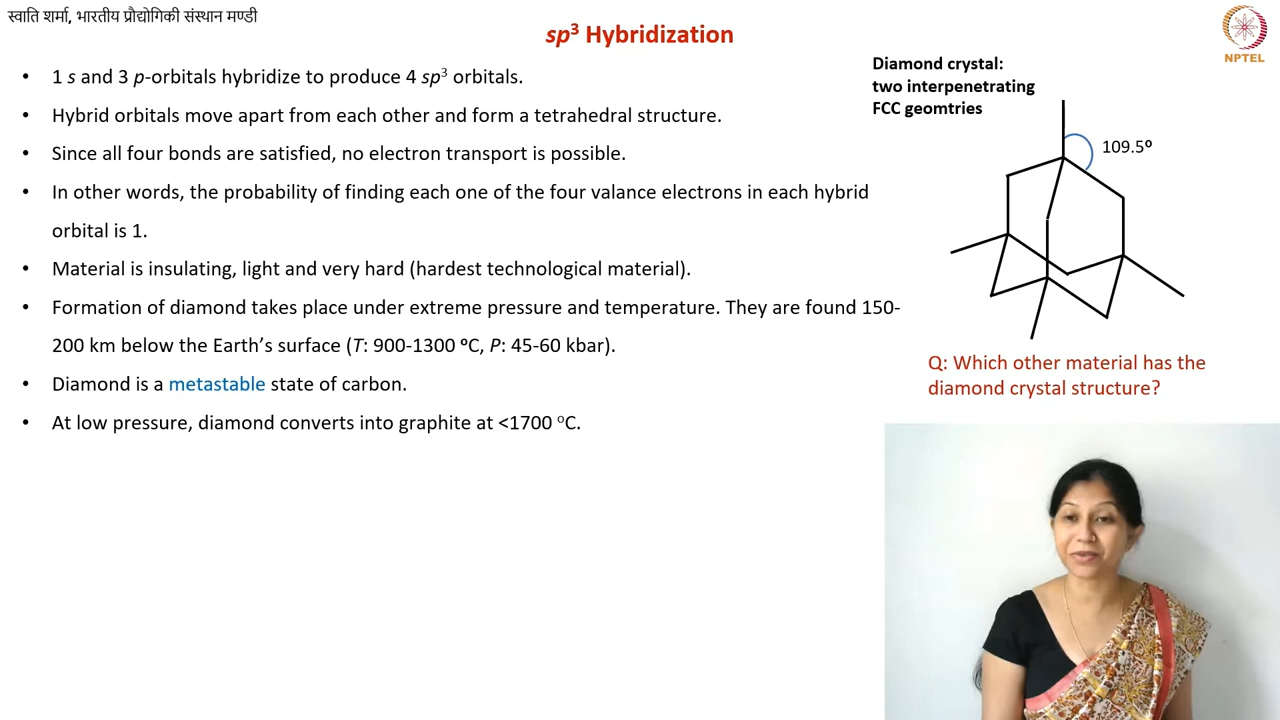 स्वाति शर्मा, भारतीय प्रौद्योगिकी संस्थान मण्डी
sp³ Hybridization
NPTEL
• 1 s and 3 p-orbitals hybridize to produce 4 sp³ orbitals.
• Hybrid orbitals move apart from each other and form a tetrahedral structure.
• Since all four bonds are satisfied, no electron transport is possible.
• In other words, the probability of finding each one of the four valance electrons in each hybrid
orbital is 1.
• Material is insulating, light and very hard (hardest technological material).
• Formation of diamond takes place under extreme pressure and temperature. They are found 150-
200 km below the Earth's surface (T: 900-1300 ºC, P: 45-60 kbar).
• Diamond is a metastable state of carbon.
• At low pressure, diamond converts into graphite at <1700 °C.
Diamond crystal:
two interpenetrating
FCC geomtries
109.5º
Q: Which other material has the
diamond crystal structure?